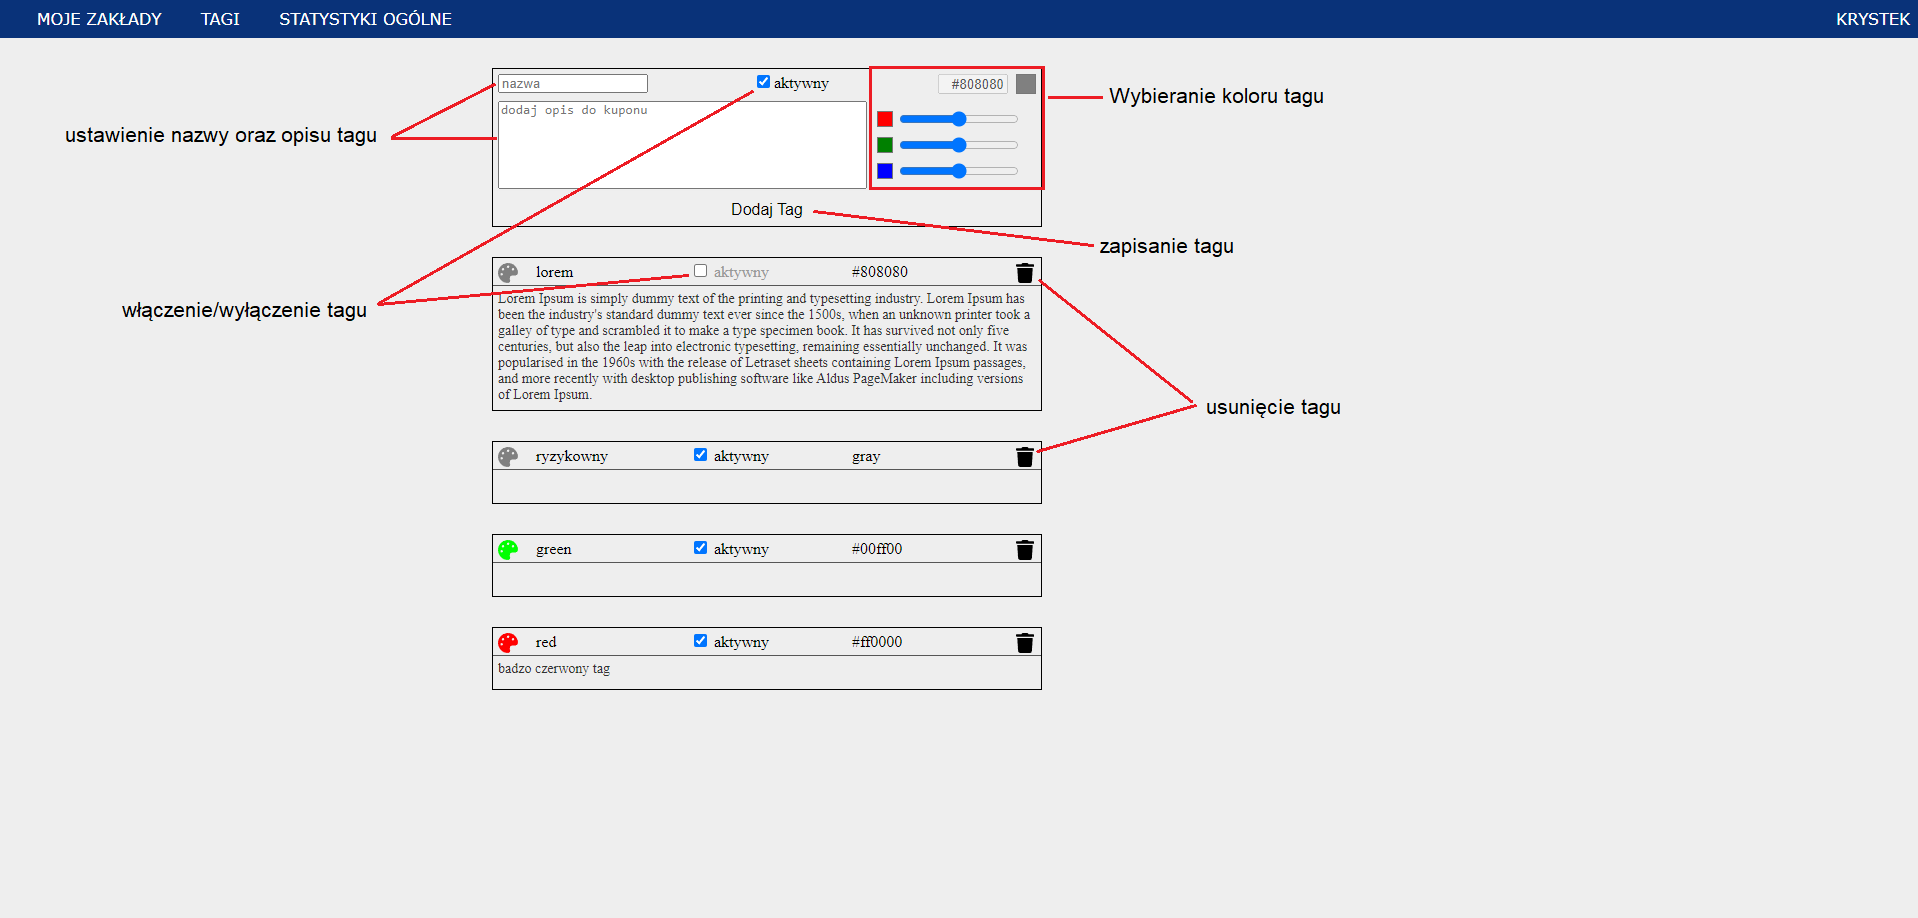 MOJE ZAKŁADY TAGI STATYSTYKI OGÓLNE KRYSTEK
nazwa aktywny #808080
Wybieranie koloru tagu
dodaj opis do kuponu
ustawienie nazwy oraz opisu tagu
Dodaj Tag
zapisanie tagu
lorem aktywny #808080
włączenie/wyłączenie tagu
Lorem Ipsum is simply dummy text of the printing and typesetting industry. Lorem Ipsum has
been the industry's standard dummy text ever since the 1500s, when an unknown printer took a
galley of type and scrambled it to make a type specimen book. It has survived not only five
centuries, but also the leap into electronic typesetting, remaining essentially unchanged. It was
popularised in the 1960s with the release of Letraset sheets containing Lorem Ipsum passages,
and more recently with desktop publishing software like Aldus PageMaker including versions
of Lorem Ipsum.
usunięcie tagu
ryzykowny aktywny gray
green aktywny #00ff00
red aktywny #ff0000
badzo czerwony tag